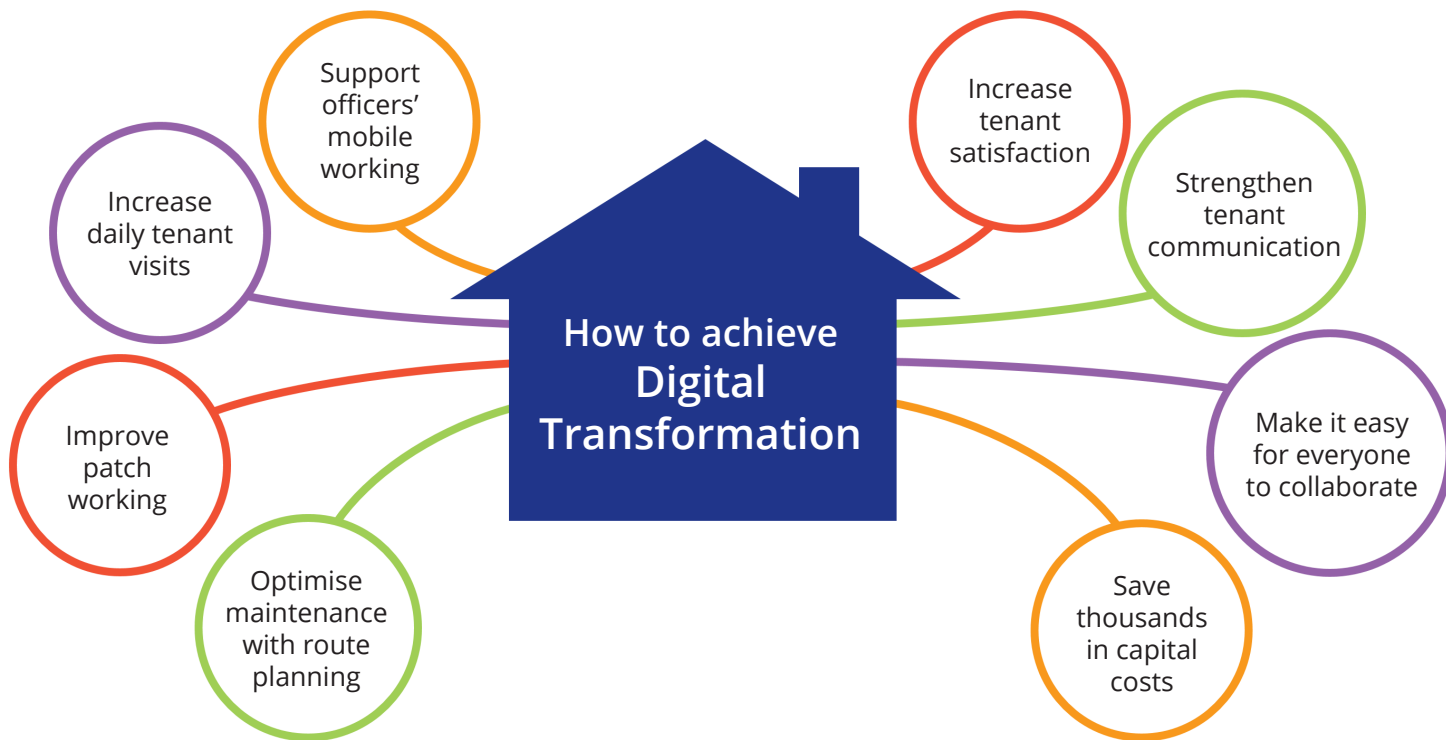 Support
officers’
mobile
working
Increase
tenant
satisfaction
Increase
daily tenant
visits
Strengthen
tenant
communication
How to achieve
Digital
Transformation
Improve
patch
working
Make it easy
for everyone
to collaborate
Optimise
maintenance
with route
planning
Save
thousands
in capital
costs